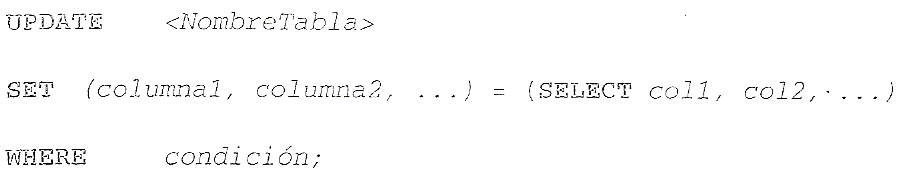 UPDATE <NombreTabla>
SET (columna1, columna2, ...) = (SELECT col1, col2, ...)
WHERE condición;